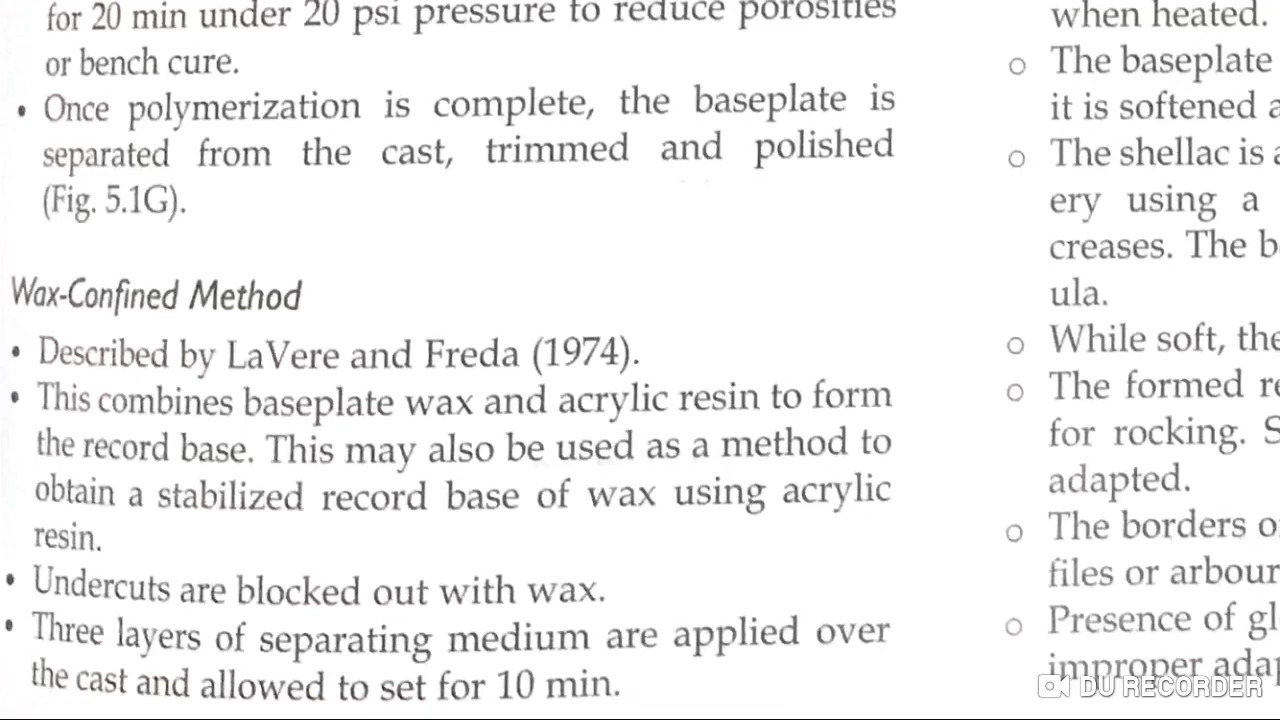 for 20 min under 20 psi pressure to reduce porosities
or bench cure.
• Once polymerization is complete, the baseplate is
separated from the cast, trimmed and polished
(Fig. 5.1G).
Wax-Confined Method
• Described by LaVere and Freda (1974).
• This combines baseplate wax and acrylic resin to form
the record base. This may also be used as a method to
obtain a stabilized record base of wax using acrylic
resin.
• Undercuts are blocked out with wax.
• Three layers of separating medium are applied over
the cast and allowed to set for 10 min.
when heated.
○ The baseplate
it is softened a
○ The shellac is a
ery using a
creases. The b
ula.
○ While soft, the
○ The formed re
for rocking. S
adapted.
○ The borders o
files or arbour
○ Presence of gl
improper adap
DU RECORDER